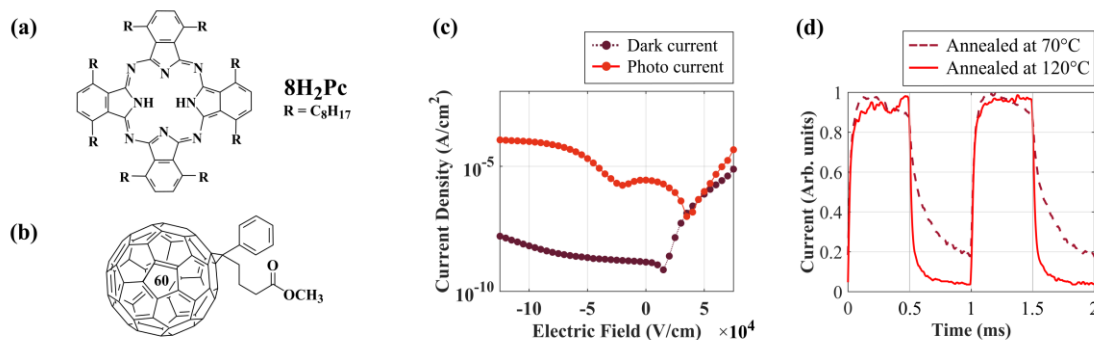 (a)
R R
N N
N
R R
NH HN
R R
N
N N
R R
8H₂Pc
R = C₈H₁₇
(b)
60
O
OCH₃
(c)
Dark current
Photo current
Current Density (A/cm²)
10⁻⁵
10⁻¹⁰
-10 -5 0 5
Electric Field (V/cm) ×10⁴
(d)
Annealed at 70°C
Annealed at 120°C
Current (Arb. units)
1
0.8
0.6
0.4
0.2
0
0 0.5 1 1.5 2
Time (ms)